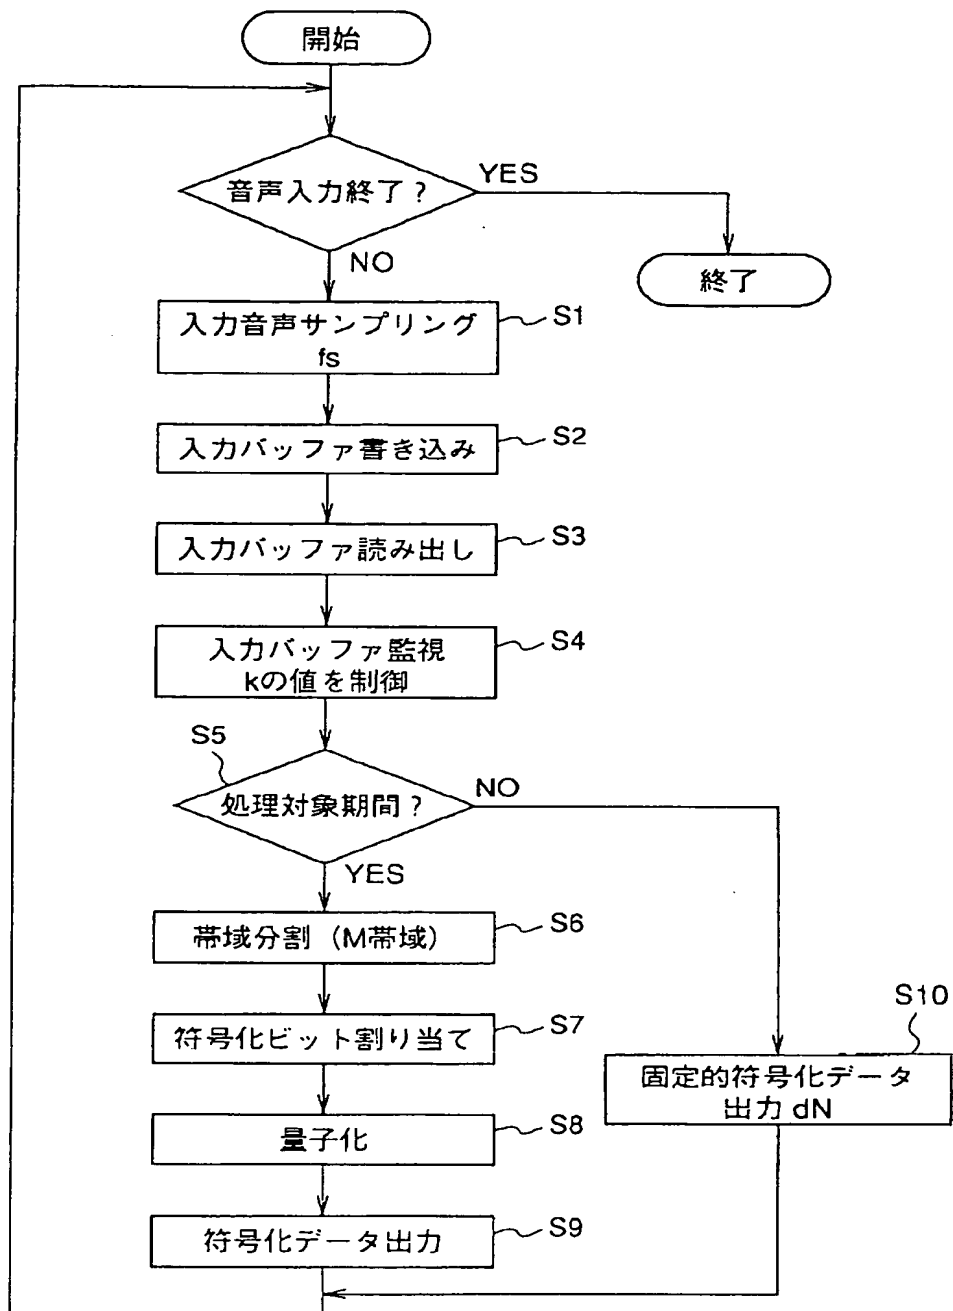 開始
音声入力終了？
YES
NO
終了
入力音声サンプリング
fs
S1
入力バッファ書き込み
S2
入力バッファ読み出し
S3
入力バッファ監視
kの値を制御
S4
S5
処理対象期間？
NO
YES
帯域分割（M帯域）
S6
符号化ビット割り当て
S7
S10
固定的符号化データ
出力 dN
量子化
S8
符号化データ出力
S9